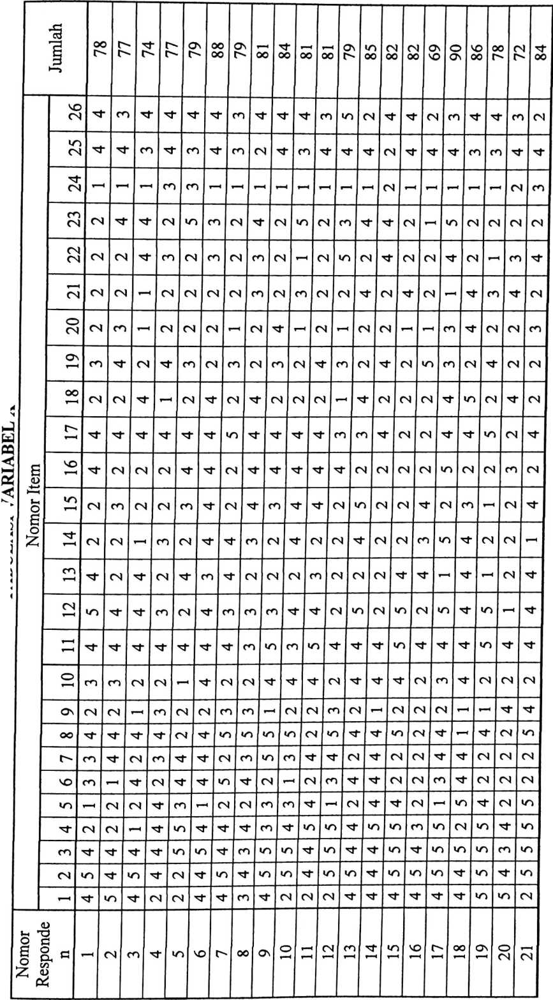 VARIABEL
Nomor Responde n Nomor Item Jumlah
1 2 3 4 5 6 7 8 9 10 11 12 13 14 15 16 17 18 19 20 21 22 23 24 25 26
1 4 5 4 2 1 3 3 4 2 3 4 5 4 2 2 4 4 2 3 2 2 2 2 1 4 4 78
2 5 4 4 2 2 1 4 4 2 3 4 4 2 2 3 2 4 2 4 3 2 2 4 1 4 3 77
3 4 5 4 1 2 4 2 4 1 2 4 4 4 1 2 2 4 4 2 1 1 4 4 1 3 4 74
4 2 4 4 4 4 2 3 4 3 2 4 3 2 3 2 2 4 1 4 2 2 3 2 3 4 4 77
5 2 2 5 5 3 4 4 2 2 1 4 2 4 2 3 4 4 2 3 2 2 2 5 3 3 4 79
6 4 4 5 4 1 4 4 4 2 4 4 4 3 4 4 4 4 4 2 2 2 3 3 1 4 4 88
7 4 5 4 4 2 5 2 5 3 2 4 3 4 4 2 2 5 2 3 1 2 2 2 1 3 3 79
8 3 4 3 4 2 4 3 5 3 2 3 3 2 3 4 4 4 4 2 2 3 3 4 1 2 4 81
9 4 5 5 3 3 2 5 5 1 4 5 3 2 2 3 4 4 2 3 4 2 2 2 1 4 4 84
10 2 5 5 4 3 1 3 5 2 4 3 4 2 4 4 4 4 2 2 1 3 1 5 1 3 4 81
11 2 4 4 5 4 2 4 2 2 4 5 4 3 2 4 4 4 2 4 2 2 2 2 1 4 3 81
12 2 5 5 5 1 3 4 5 3 2 4 2 2 2 2 4 3 1 3 1 2 5 3 1 4 5 79
13 4 5 4 4 2 4 2 4 2 4 4 5 2 4 5 2 3 4 2 2 4 2 4 1 4 2 85
14 4 4 4 5 4 4 4 4 1 4 4 2 2 2 2 2 4 2 4 2 2 4 4 2 2 4 82
15 4 5 5 5 4 2 2 5 2 4 5 5 4 2 2 2 2 2 2 1 4 2 2 1 4 4 82
16 4 5 4 3 2 2 2 2 2 2 4 2 4 3 4 2 2 2 5 1 2 2 1 1 4 2 69
17 4 5 5 5 1 3 4 4 2 3 4 5 1 5 2 5 4 4 3 3 1 4 5 1 4 3 90
18 4 4 5 2 5 4 4 1 1 4 4 4 4 4 3 2 4 5 2 4 4 2 2 1 3 4 86
19 5 5 5 5 4 2 2 4 1 2 5 5 1 2 1 2 5 2 4 2 3 1 2 1 3 4 78
20 5 4 3 4 2 2 2 2 4 2 4 1 2 2 2 3 2 4 2 2 4 3 2 2 4 3 72
21 2 5 5 5 5 2 2 5 4 2 4 4 4 1 4 2 4 2 2 3 2 4 2 3 4 2 84